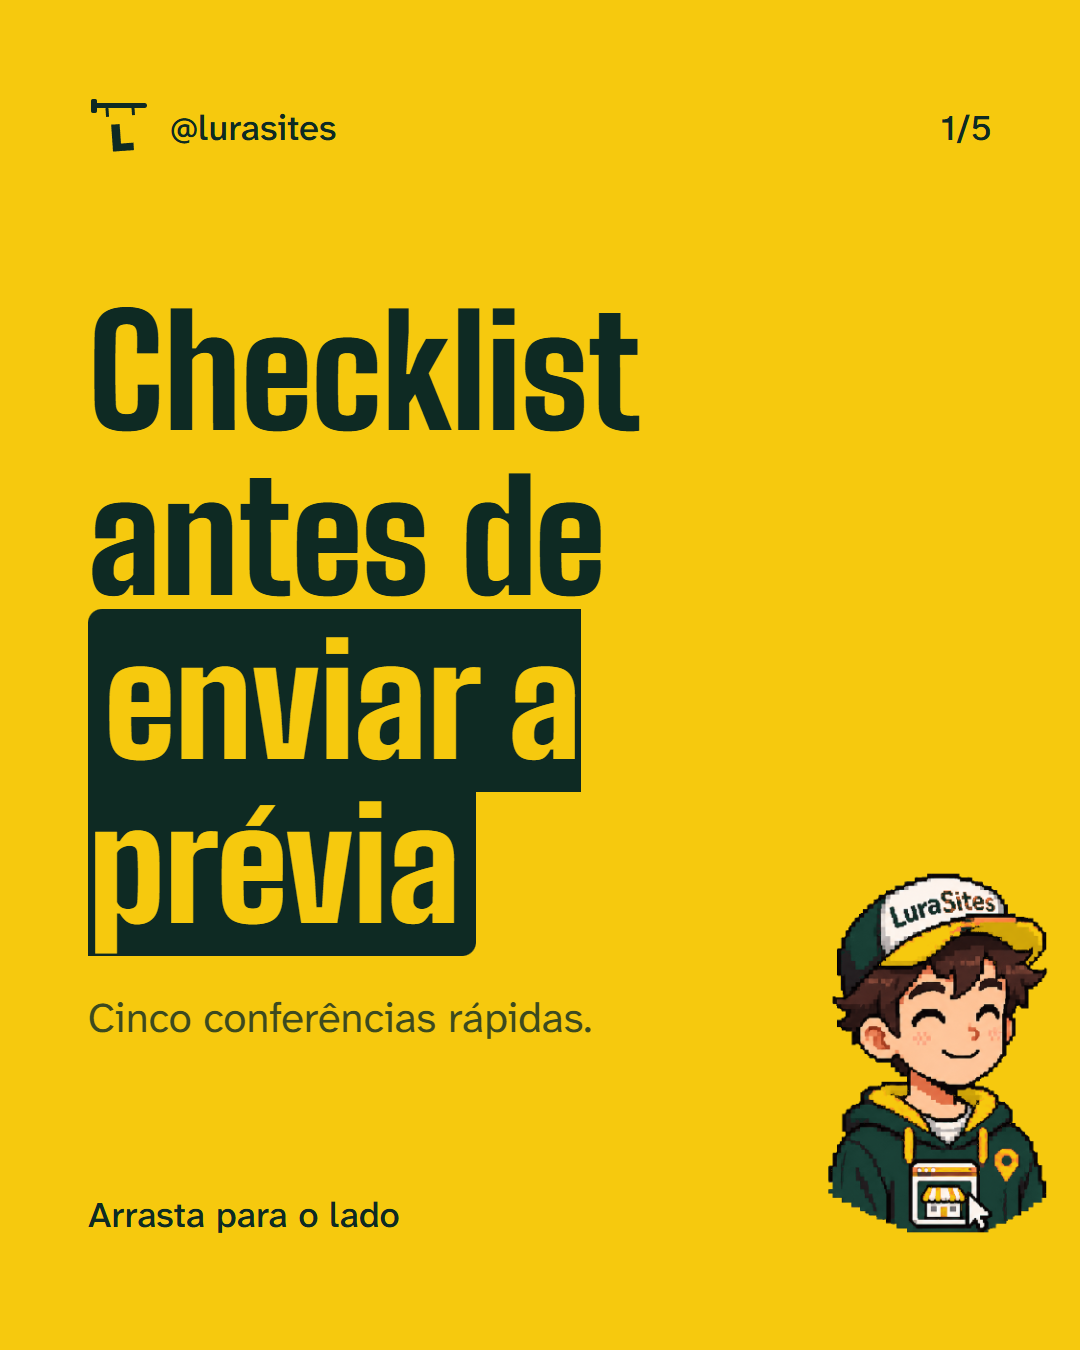 @lurasites
1/5
Checklist
antes de
enviar a
prévia
Cinco conferências rápidas.
LuraSites
Arrasta para o lado